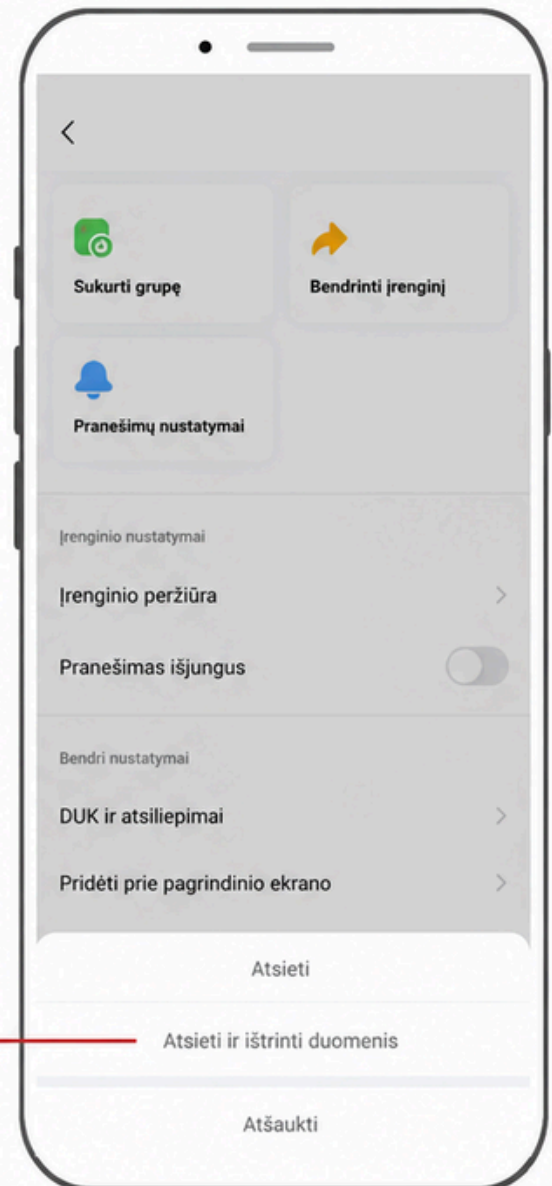 Sukurti grupę
Bendrinti įrenginį
Pranešimų nustatymai
Įrenginio nustatymai
Įrenginio peržiūra
Pranešimas išjungus
Bendri nustatymai
DUK ir atsiliepimai
Pridėti prie pagrindinio ekrano
Atsieti
Atsieti ir ištrinti duomenis
Atšaukti